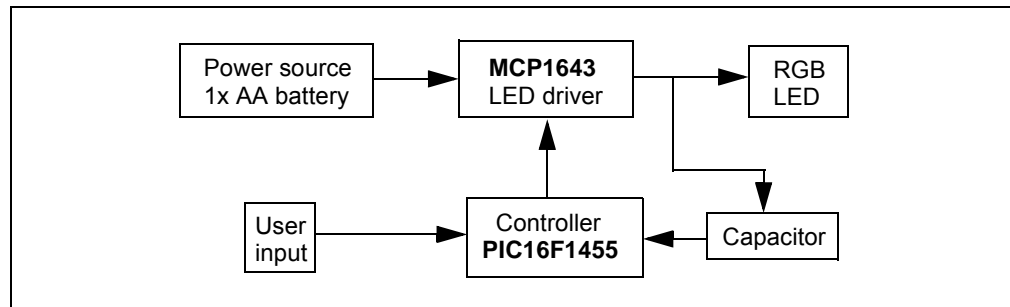 Power source
1x AA battery
MCP1643
LED driver
RGB
LED
User
input
Controller
PIC16F1455
Capacitor